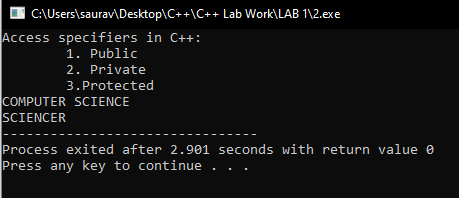 C:\Users\saurav\Desktop\C++\C++ Lab Work\LAB 1\2.exe
Access specifiers in C++:
1. Public
2. Private
3.Protected
COMPUTER SCIENCE
SCIENCER
--------------------------------
Process exited after 2.901 seconds with return value 0
Press any key to continue . . .